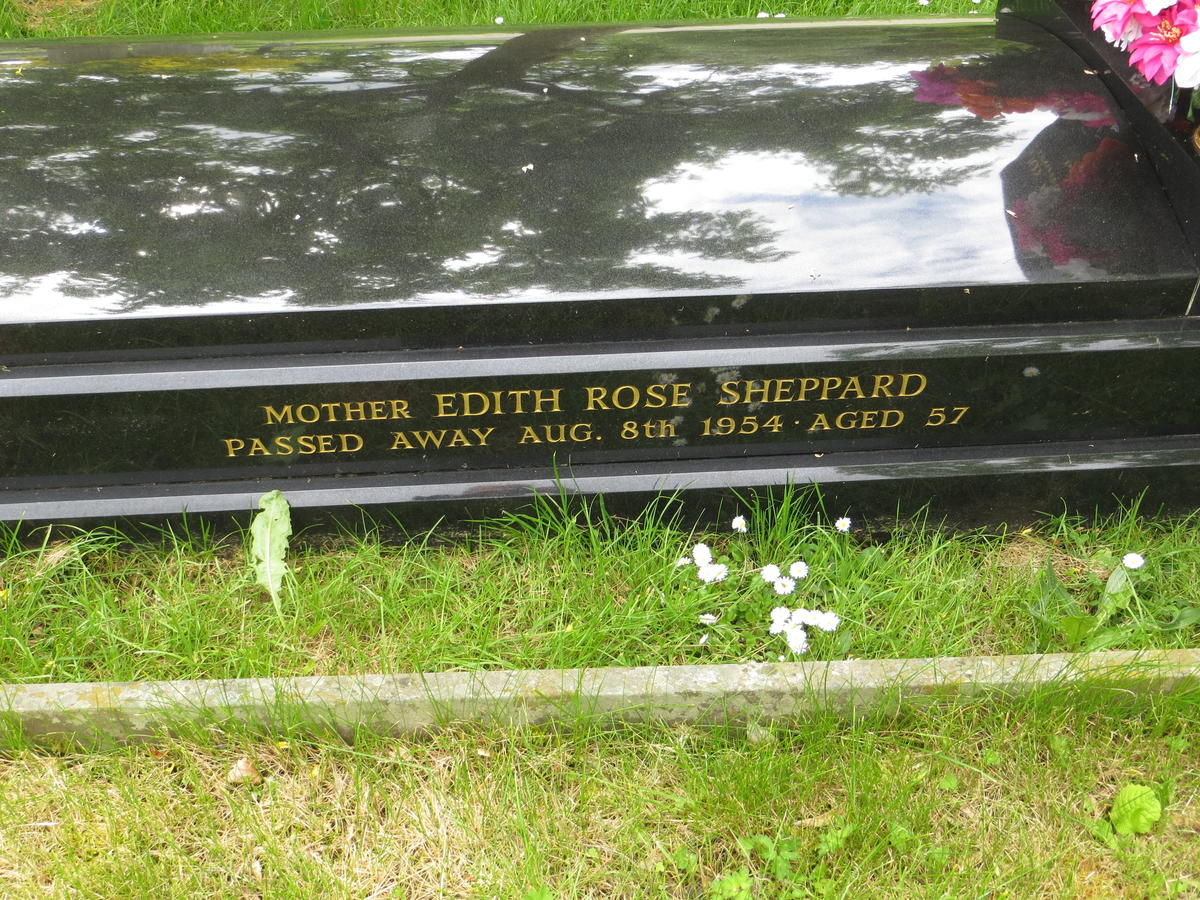 MOTHER EDITH ROSE SHEPPARD
PASSED AWAY AUG. 8th 1954 · AGED 57